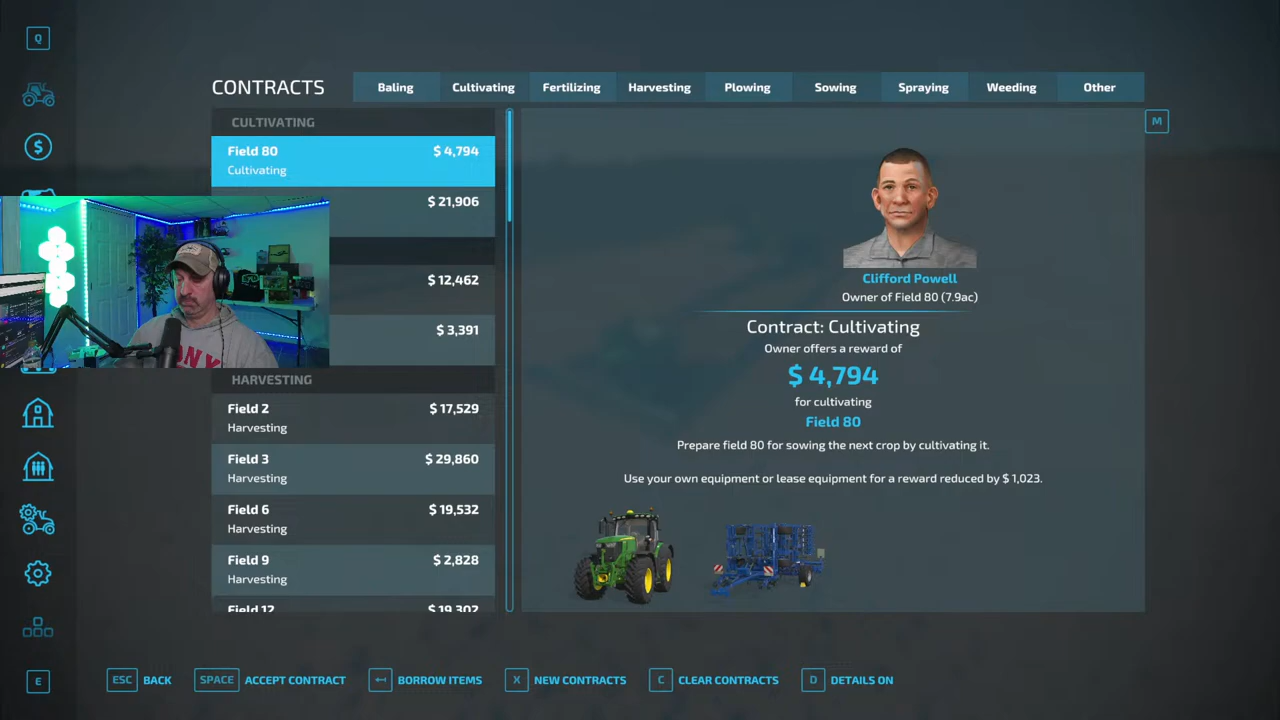 Q
CONTRACTS
Baling
Cultivating
Fertilizing
Harvesting
Plowing
Sowing
Spraying
Weeding
Other
M
CULTIVATING
Field 80
$ 4,794
Cultivating
$ 21,906
$ 12,462
$ 3,391
HARVESTING
Field 2
$ 17,529
Harvesting
Field 3
$ 29,860
Harvesting
Field 6
$ 19,532
Harvesting
Field 9
$ 2,828
Harvesting
Field 12
$ 19,302
Clifford Powell
Owner of Field 80 (7.9ac)
Contract: Cultivating
Owner offers a reward of
$ 4,794
for cultivating
Field 80
Prepare field 80 for sowing the next crop by cultivating it.
Use your own equipment or lease equipment for a reward reduced by $ 1,023.
E
ESC BACK
SPACE ACCEPT CONTRACT
BORROW ITEMS
X NEW CONTRACTS
C CLEAR CONTRACTS
D DETAILS ON